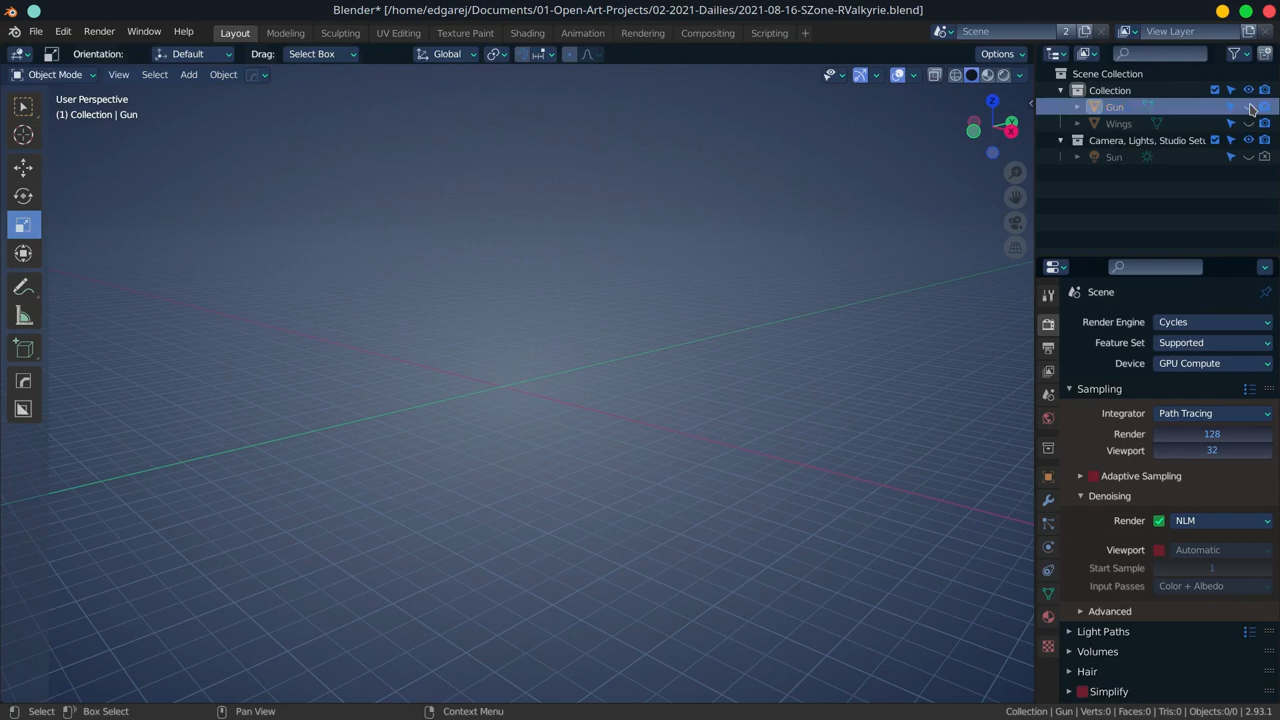 Blender* [/home/edgarej/Documents/01-Open-Art-Projects/02-2021-Dailies/2021-08-16-SZone-RValkyrie.blend]
File Edit Render Window Help Layout Modeling Sculpting UV Editing Texture Paint Shading Animation Rendering Compositing Scripting Scene 2 View Layer
Orientation: Default Drag: Select Box Global Options
Object Mode View Select Add Object
User Perspective
(1) Collection | Gun
Z
Y
X
Scene Collection
Collection
Gun
Wings
Camera, Lights, Studio Setu
Sun
Scene
Render Engine Cycles
Feature Set Supported
Device GPU Compute
Sampling
Integrator Path Tracing
Render 128
Viewport 32
Adaptive Sampling
Denoising
Render NLM
Viewport Automatic
Start Sample 1
Input Passes Color + Albedo
Advanced
Light Paths
Volumes
Hair
Simplify
Select Box Select Pan View Context Menu Collection | Gun | Verts:0 | Faces:0 | Tris:0 | Objects:0/0 | 2.93.1